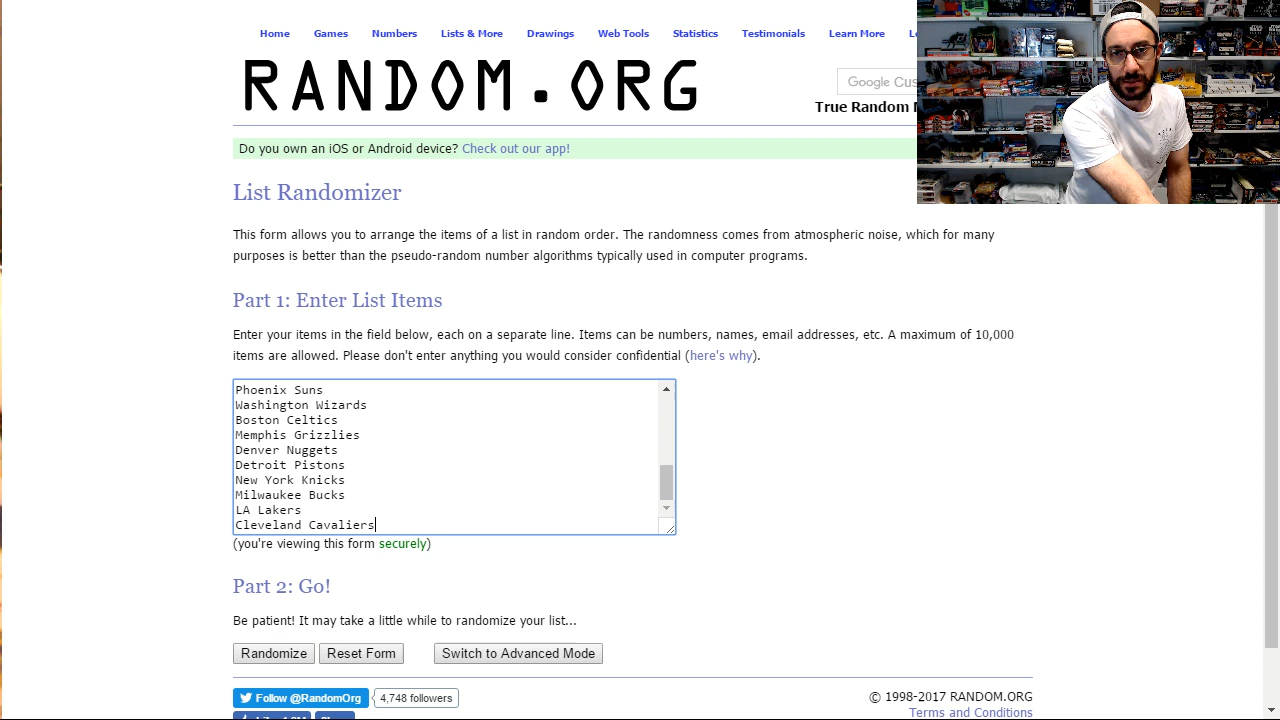 Home Games Numbers Lists & More Drawings Web Tools Statistics Testimonials Learn More
RANDOM.ORG
Google
True Random
Do you own an iOS or Android device? Check out our app!
List Randomizer
This form allows you to arrange the items of a list in random order. The randomness comes from atmospheric noise, which for many
purposes is better than the pseudo-random number algorithms typically used in computer programs.
Part 1: Enter List Items
Enter your items in the field below, each on a separate line. Items can be numbers, names, email addresses, etc. A maximum of 10,000
items are allowed. Please don't enter anything you would consider confidential (here's why).
Phoenix Suns
Washington Wizards
Boston Celtics
Memphis Grizzlies
Denver Nuggets
Detroit Pistons
New York Knicks
Milwaukee Bucks
LA Lakers
Cleveland Cavaliers
(you're viewing this form securely)
Part 2: Go!
Be patient! It may take a little while to randomize your list...
Randomize Reset Form Switch to Advanced Mode
Follow @RandomOrg 4,748 followers
© 1998-2017 RANDOM.ORG
Terms and Conditions